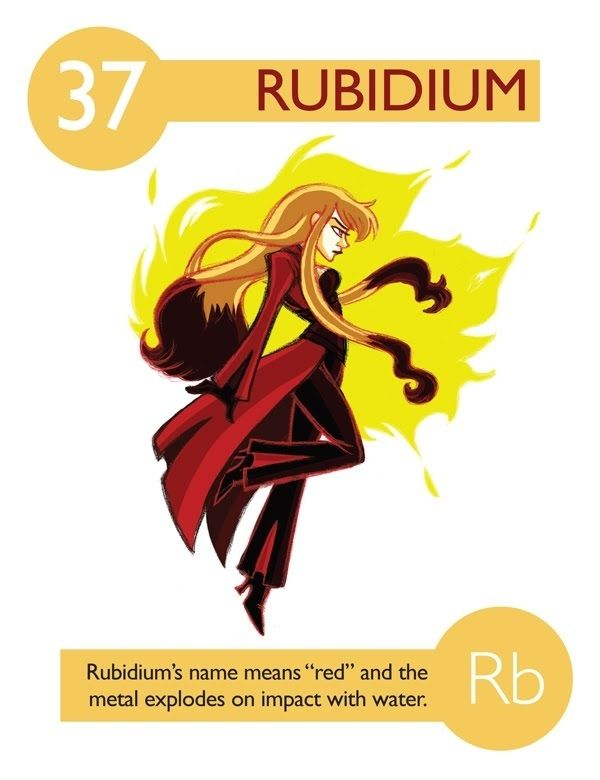 37
RUBIDIUM
Rubidium's name means “red” and the
metal explodes on impact with water.
Rb